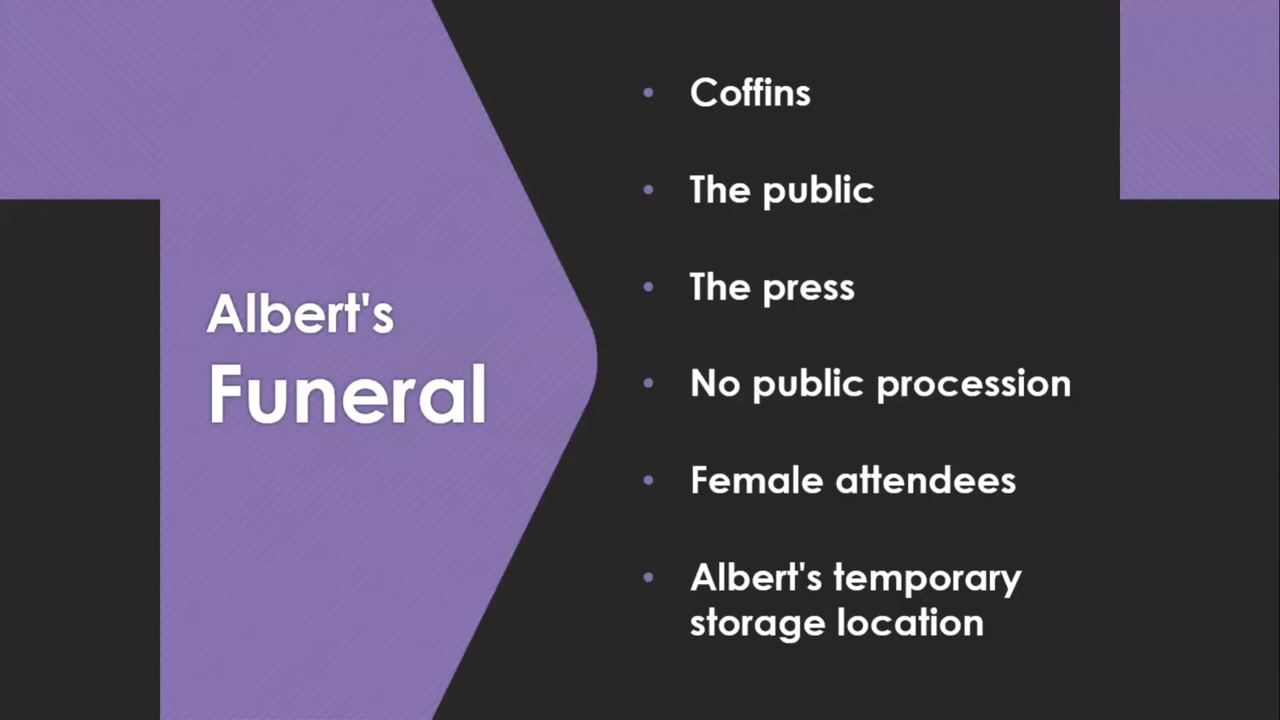 Albert's
Funeral
Coffins
The public
The press
No public procession
Female attendees
Albert's temporary
storage location